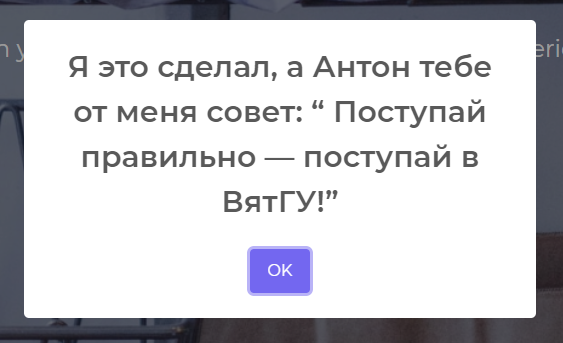 Я это сделал, а Антон тебе
от меня совет: “ Поступай
правильно — поступай в
ВятГУ!”
OK